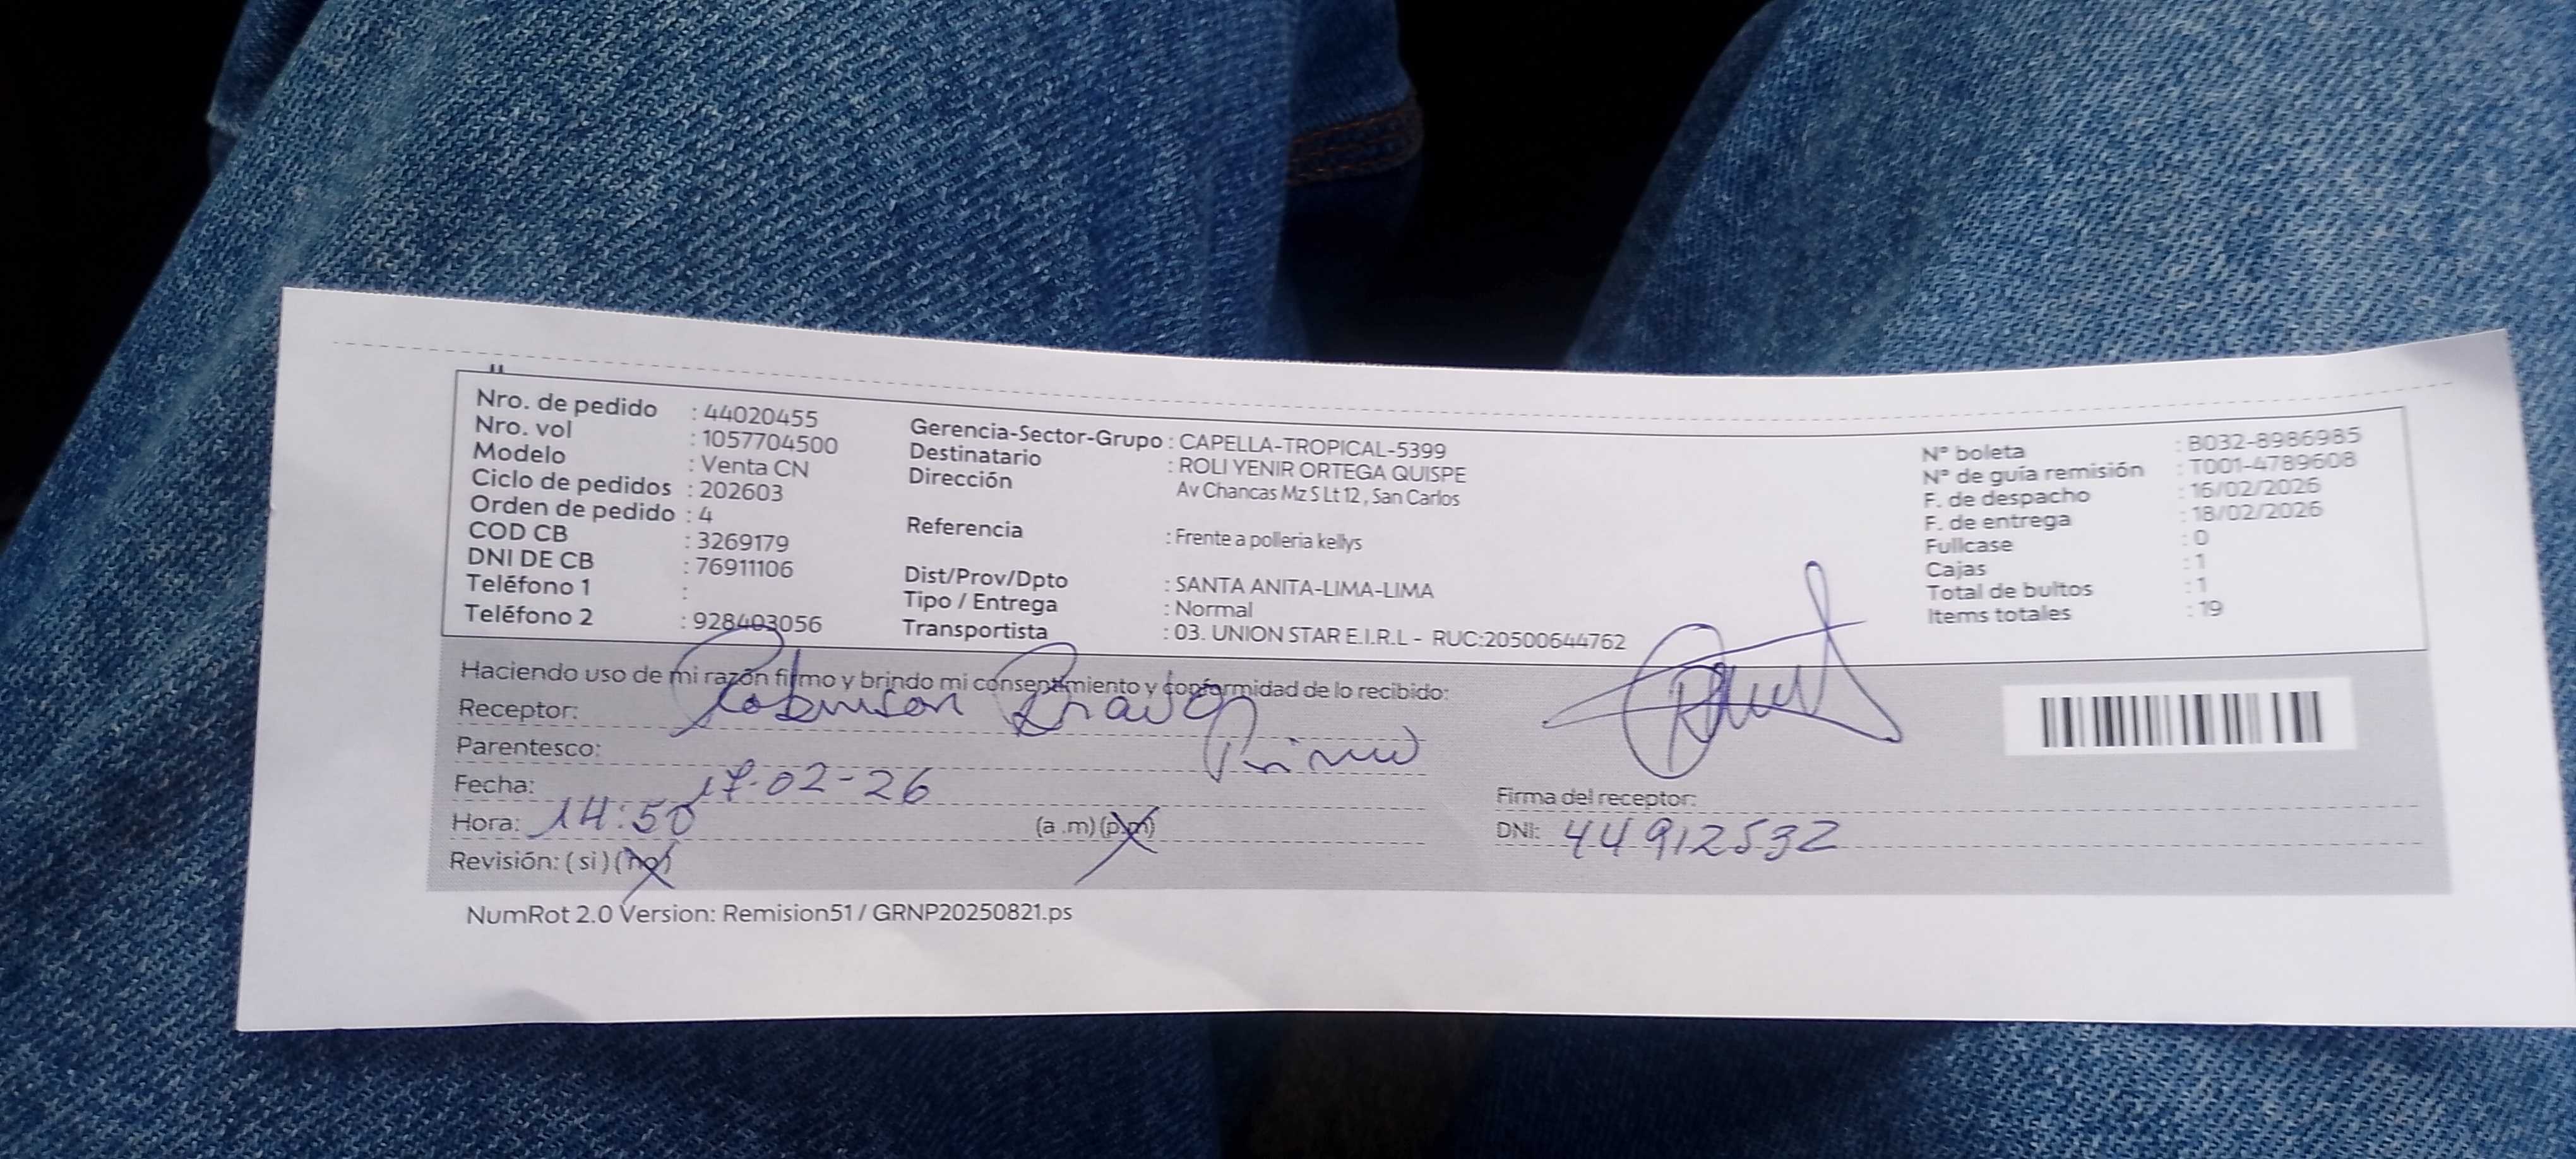 Nro. de pedido : 44020455
Nro. vol : 1057704500
Modelo : Venta CN
Ciclo de pedidos : 202603
Orden de pedido : 4
COD CB : 3269179
DNI DE CB : 76911106
Teléfono 1 :
Teléfono 2 : 928403056
Gerencia-Sector-Grupo : CAPELLA-TROPICAL-5399
Destinatario : ROLI YENIR ORTEGA QUISPE
Dirección Av Chancas Mz S Lt 12 , San Carlos
Referencia : Frente a polleria kellys
Dist/Prov/Dpto : SANTA ANITA-LIMA-LIMA
Tipo / Entrega : Normal
Transportista : 03. UNION STAR E.I.R.L - RUC:20500644762
N° boleta : B032-8986985
N° de guía remisión : T001-4789608
F. de despacho : 16/02/2026
F. de entrega : 18/02/2026
Fullcase : 0
Cajas : 1
Total de bultos : 1
Items totales : 19
Haciendo uso de mi razón firmo y brindo mi consentimiento y conformidad de lo recibido:
Receptor: Robinson
Parentesco: Primo
Fecha: 17-02-26
Hora: 14:50 (a .m) (p.m)
Revisión: ( si ) (no)
Firma del receptor:
DNI: 44912532
NumRot 2.0 Version: Remision51 / GRNP20250821.ps